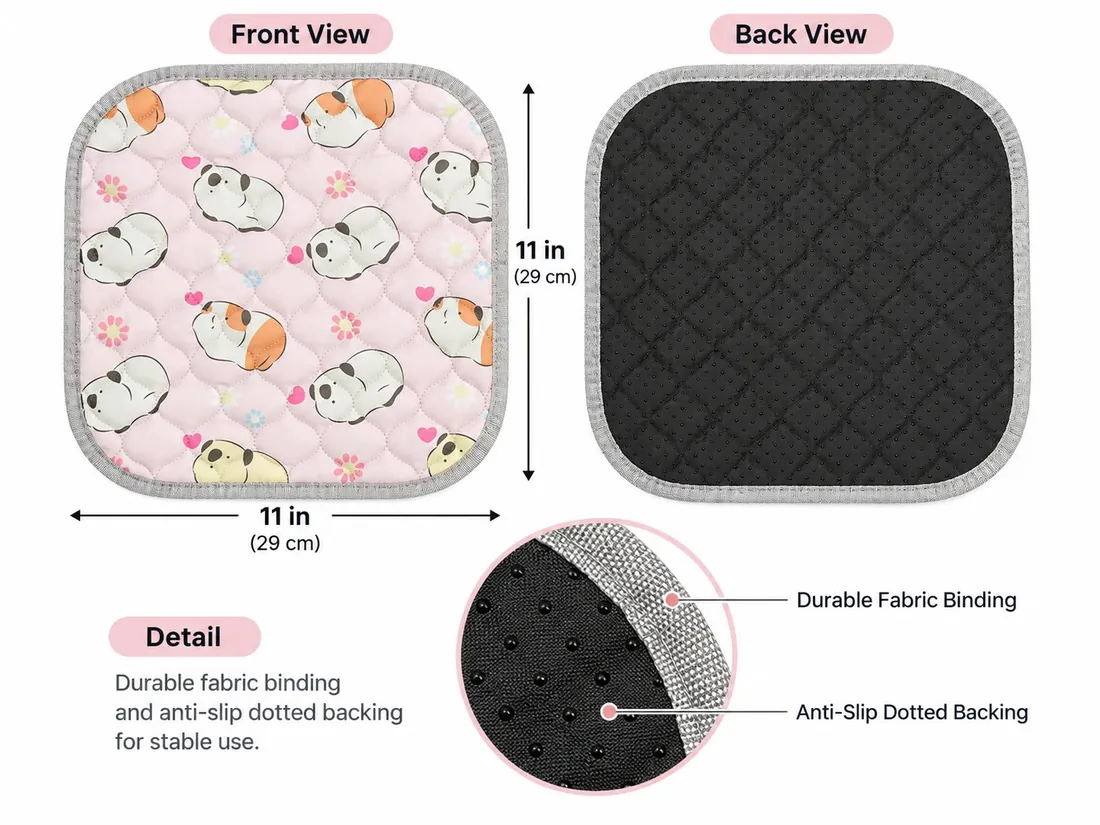 Front View
Back View
11 in
(29 cm)
11 in
(29 cm)
Detail
Durable fabric binding
and anti-slip dotted backing
for stable use.
Durable Fabric Binding
Anti-Slip Dotted Backing